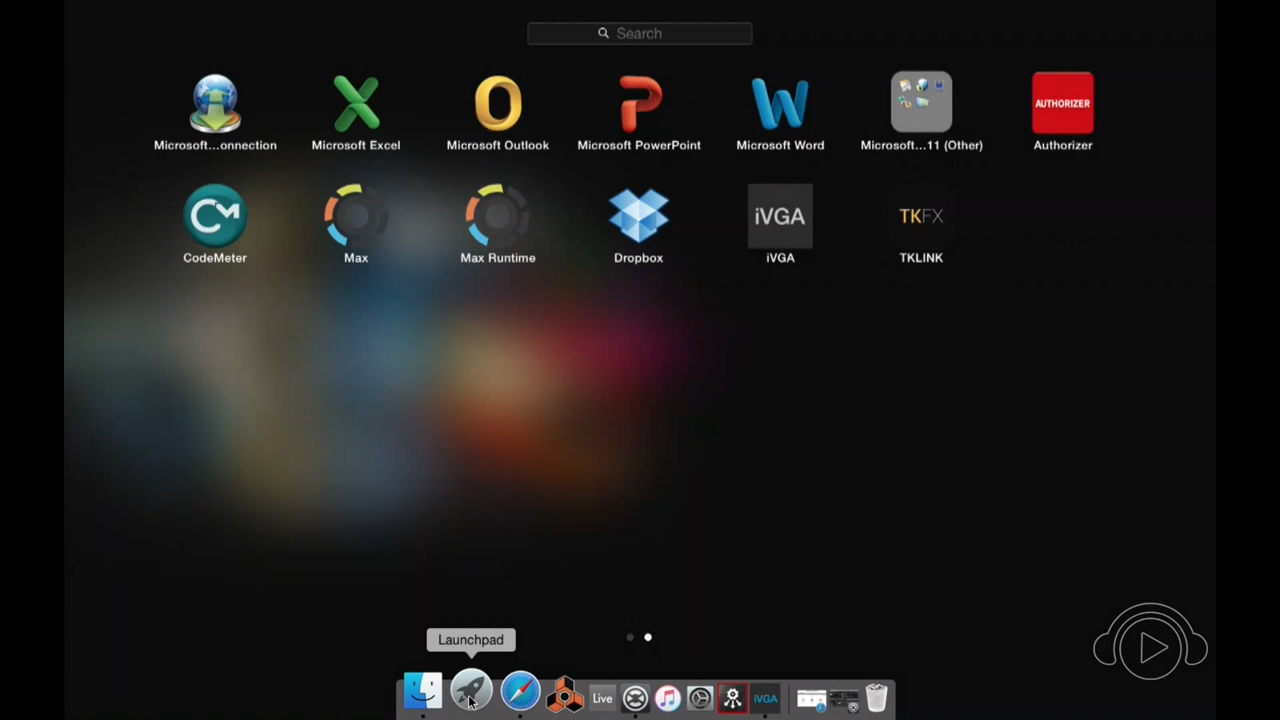 Search
Microsoft...onnection
Microsoft Excel
Microsoft Outlook
Microsoft PowerPoint
Microsoft Word
Microsoft...11 (Other)
AUTHORIZER
Authorizer
CodeMeter
Max
Max Runtime
Dropbox
iVGA
iVGA
TKFX
TKLINK
Launchpad
Live
iVGA